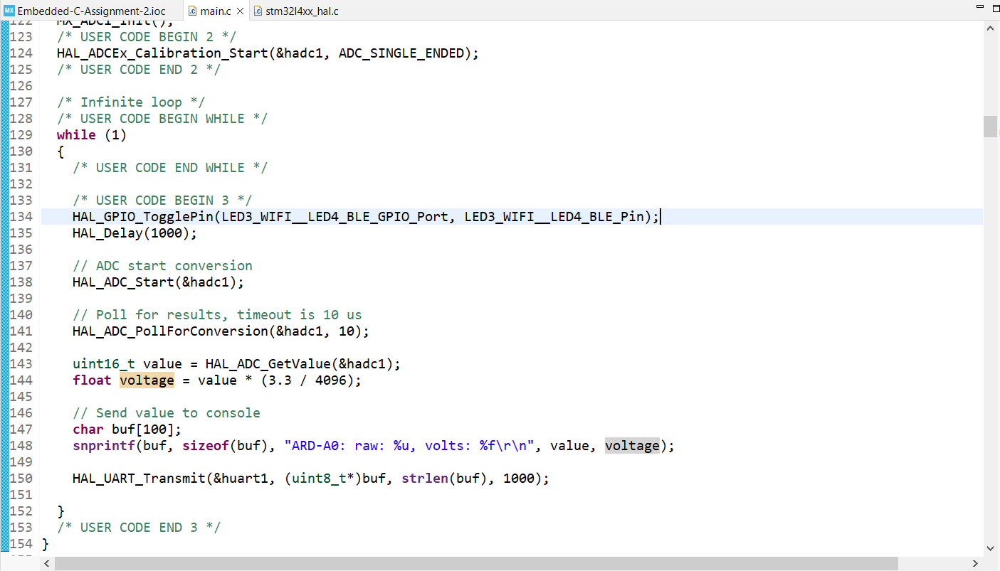 MX Embedded-C-Assignment-2.ioc
main.c
stm32l4xx_hal.c
122 MX_ADC1_Init();
123 /* USER CODE BEGIN 2 */
124 HAL_ADCEx_Calibration_Start(&hadc1, ADC_SINGLE_ENDED);
125 /* USER CODE END 2 */
126
127 /* Infinite loop */
128 /* USER CODE BEGIN WHILE */
129 while (1)
130 {
131 /* USER CODE END WHILE */
132
133 /* USER CODE BEGIN 3 */
134 HAL_GPIO_TogglePin(LED3_WIFI__LED4_BLE_GPIO_Port, LED3_WIFI__LED4_BLE_Pin);
135 HAL_Delay(1000);
136
137 // ADC start conversion
138 HAL_ADC_Start(&hadc1);
139
140 // Poll for results, timeout is 10 us
141 HAL_ADC_PollForConversion(&hadc1, 10);
142
143 uint16_t value = HAL_ADC_GetValue(&hadc1);
144 float voltage = value * (3.3 / 4096);
145
146 // Send value to console
147 char buf[100];
148 snprintf(buf, sizeof(buf), "ARD-A0: raw: %u, volts: %f\r\n", value, voltage);
149
150 HAL_UART_Transmit(&huart1, (uint8_t*)buf, strlen(buf), 1000);
151
152 }
153 /* USER CODE END 3 */
154 }